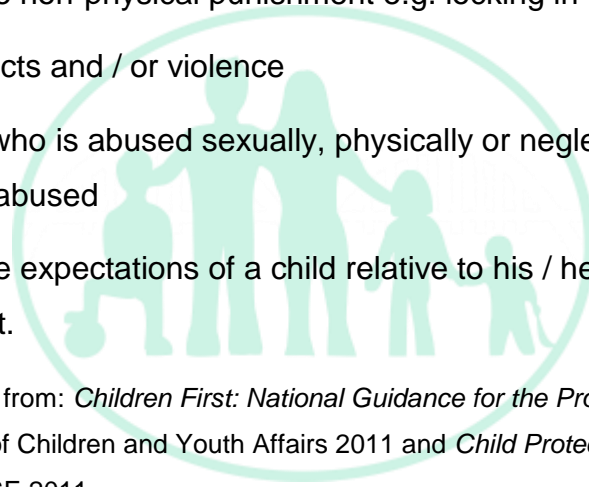 non-physical punishment e.g. locking in
cts and / or violence
who is abused sexually, physically or negle
abused
e expectations of a child relative to his / he
t.
from: Children First: National Guidance for the Pro
of Children and Youth Affairs 2011 and Child Protec
2011